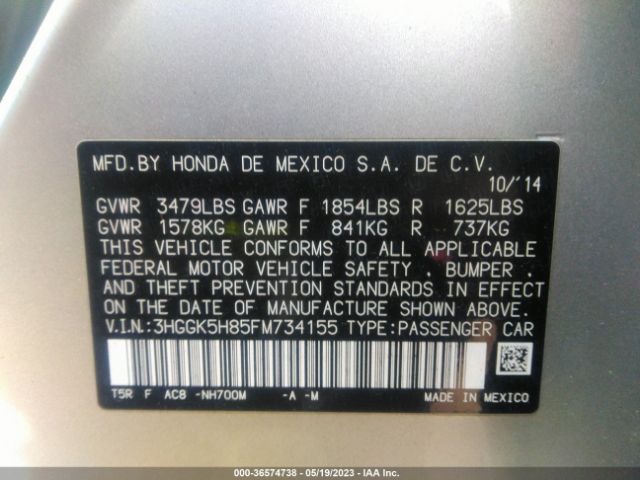 MFD.BY HONDA DE MEXICO S.A. DE C.V.
10/'14
GVWR 3479LBS GAWR F 1854LBS R 1625LBS
GVWR 1578KG GAWR F 841KG R 737KG
THIS VEHICLE CONFORMS TO ALL APPLICABLE
FEDERAL MOTOR VEHICLE SAFETY , BUMPER ,
AND THEFT PREVENTION STANDARDS IN EFFECT
ON THE DATE OF MANUFACTURE SHOWN ABOVE.
V.I.N.:3HGGK5H85FM734155 TYPE:PASSENGER CAR
T5R F AC8 -NH700M -A -M MADE IN MEXICO
000-36574738 - 05/19/2023 - IAA Inc.